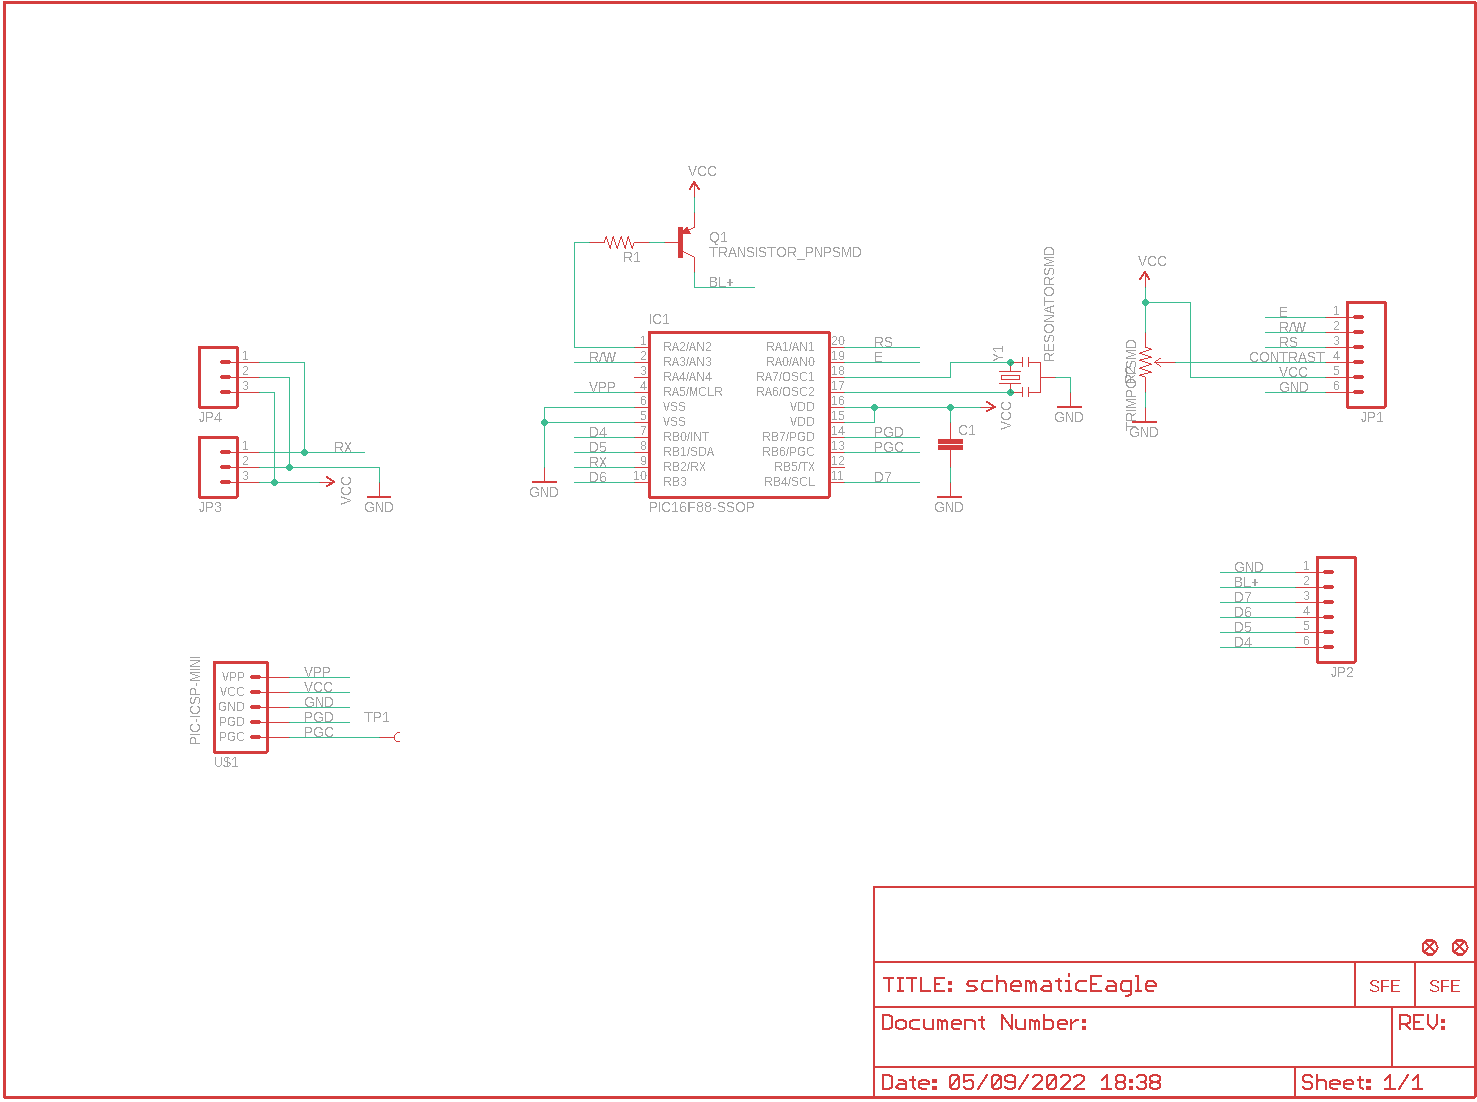 VCC
Q1
TRANSISTOR_PNPSMD
R1
BL+
IC1
1 RA2/AN2 RA1/AN1 20 RS
R/W 2 RA3/AN3 RA0/AN0 19 E
3 RA4/AN4 RA7/OSC1 18
VPP 4 RA5/MCLR RA6/OSC2 17
6 VSS VDD 16
5 VSS VDD 15
D4 7 RB0/INT RB7/PGD 14 PGD
D5 8 RB1/SDA RB6/PGC 13 PGC
RX 9 RB2/RX RB5/TX 12
D6 10 RB3 RB4/SCL 11 D7
PIC16F88-SSOP
GND
Y1
RESONATORSMD
GND
VCC
C1
GND
VCC
TRIMPOTSMD
GND
E 1
R/W 2
RS 3
CONTRAST 4
VCC 5
GND 6
JP1
1
2
3
JP4
1 RX
2
3
JP3
VCC
GND
GND 1
BL+ 2
D7 3
D6 4
D5 5
D4 6
JP2
PIC-ICSP-MINI
VPP VPP
VCC VCC
GND GND
PGD PGD
PGC PGC
TP1
U$1
TITLE: schematicEagle
SFE
SFE
Document Number:
REV:
Date: 05/09/2022 18:38
Sheet: 1/1